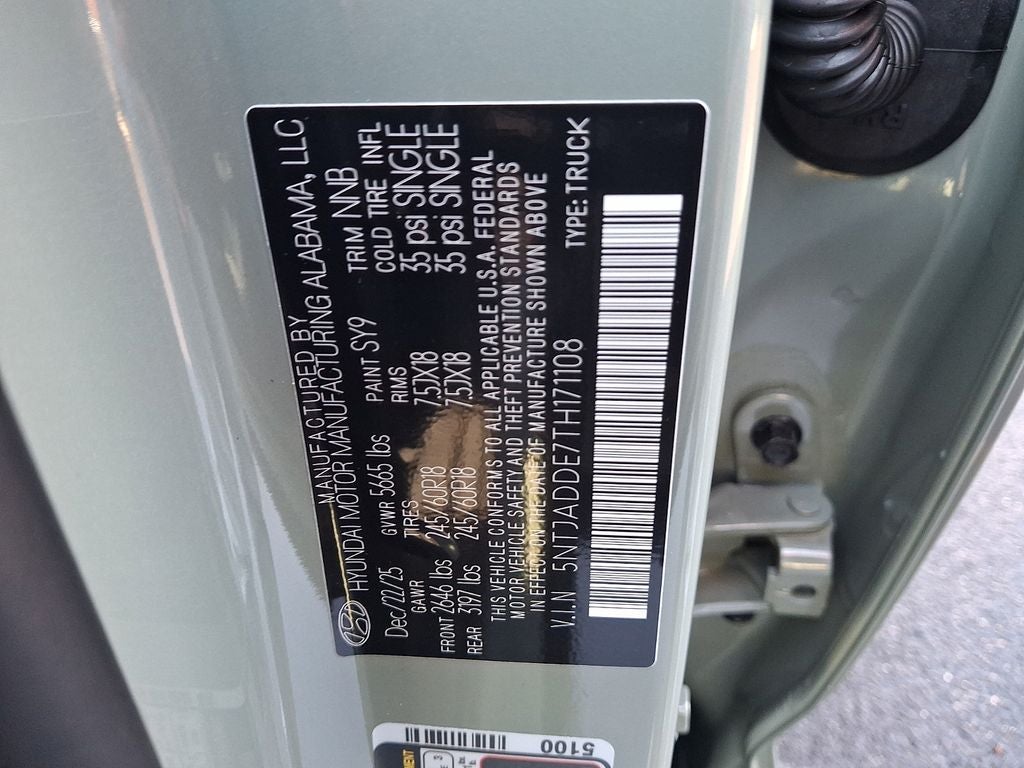 MANUFACTURED BY
HYUNDAI MOTOR MANUFACTURING ALABAMA, LLC
Dec/22/25 GVWR 5665 lbs PAINT SY9 TRIM NNB
GAWR TIRES RIMS COLD TIRE INFL
FRONT 2646 lbs 245/60R18 7.5JX18 35 psi SINGLE
REAR 3197 lbs 245/60R18 7.5JX18 35 psi SINGLE
THIS VEHICLE CONFORMS TO ALL APPLICABLE U.S.A. FEDERAL
MOTOR VEHICLE SAFETY AND THEFT PREVENTION STANDARDS
IN EFFECT ON THE DATE OF MANUFACTURE SHOWN ABOVE
V.I.N 5NTJADDE7TH171108 TYPE: TRUCK
5100